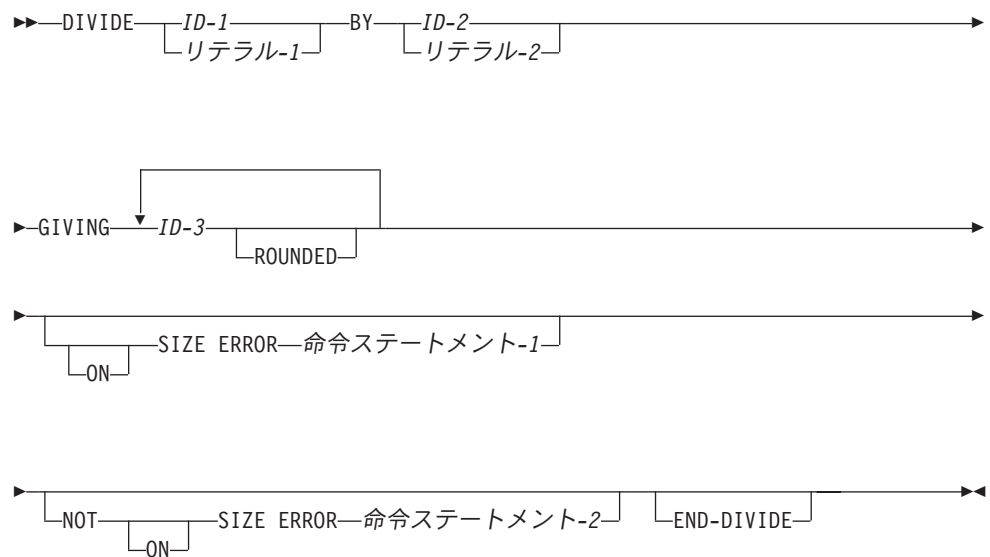 DIVIDE ID-1 BY ID-2
リテラル-1 リテラル-2
GIVING ID-3
ROUNDED
SIZE ERROR 命令ステートメント-1
ON
NOT SIZE ERROR 命令ステートメント-2 END-DIVIDE
ON